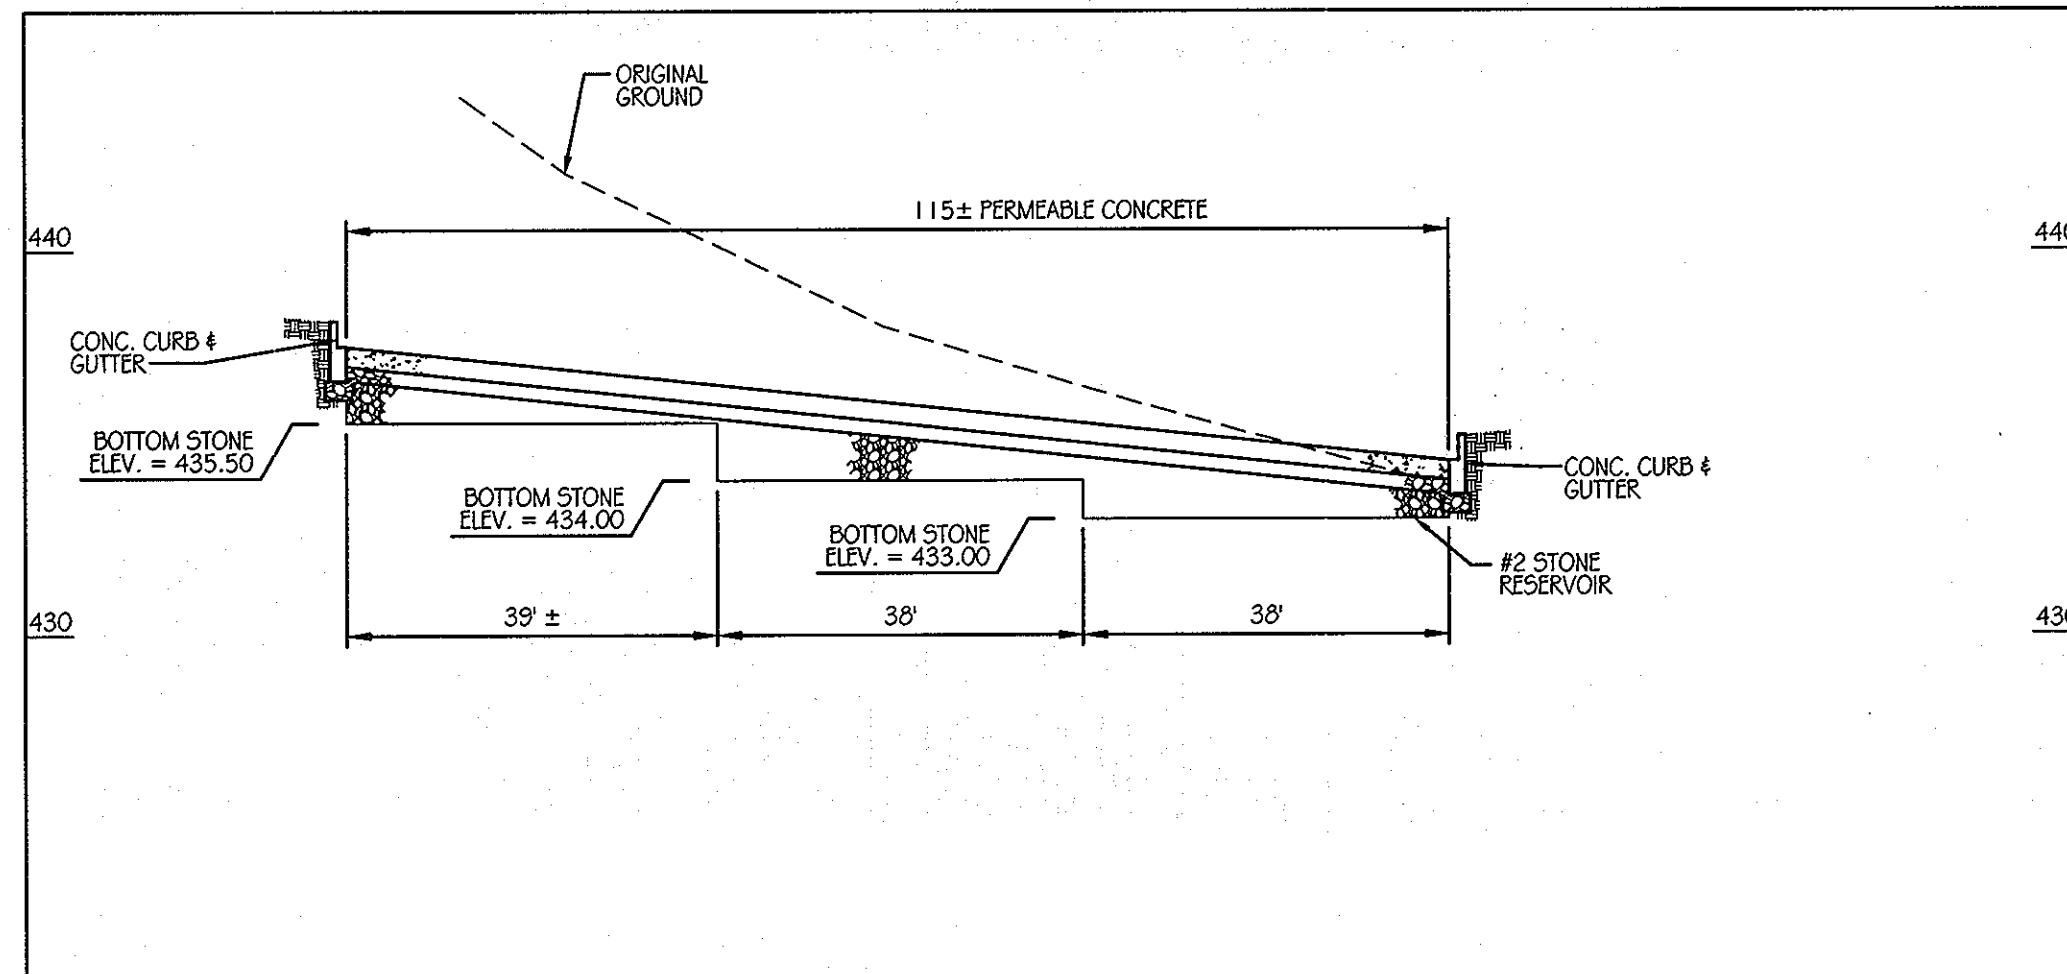 ORIGINAL
GROUND
115± PERMEABLE CONCRETE
440
440
CONC. CURB &
GUTTER
BOTTOM STONE
ELEV. = 435.50
BOTTOM STONE
ELEV. = 434.00
BOTTOM STONE
ELEV. = 433.00
CONC. CURB &
GUTTER
#2 STONE
RESERVOIR
430
39' ±
38'
38'
430